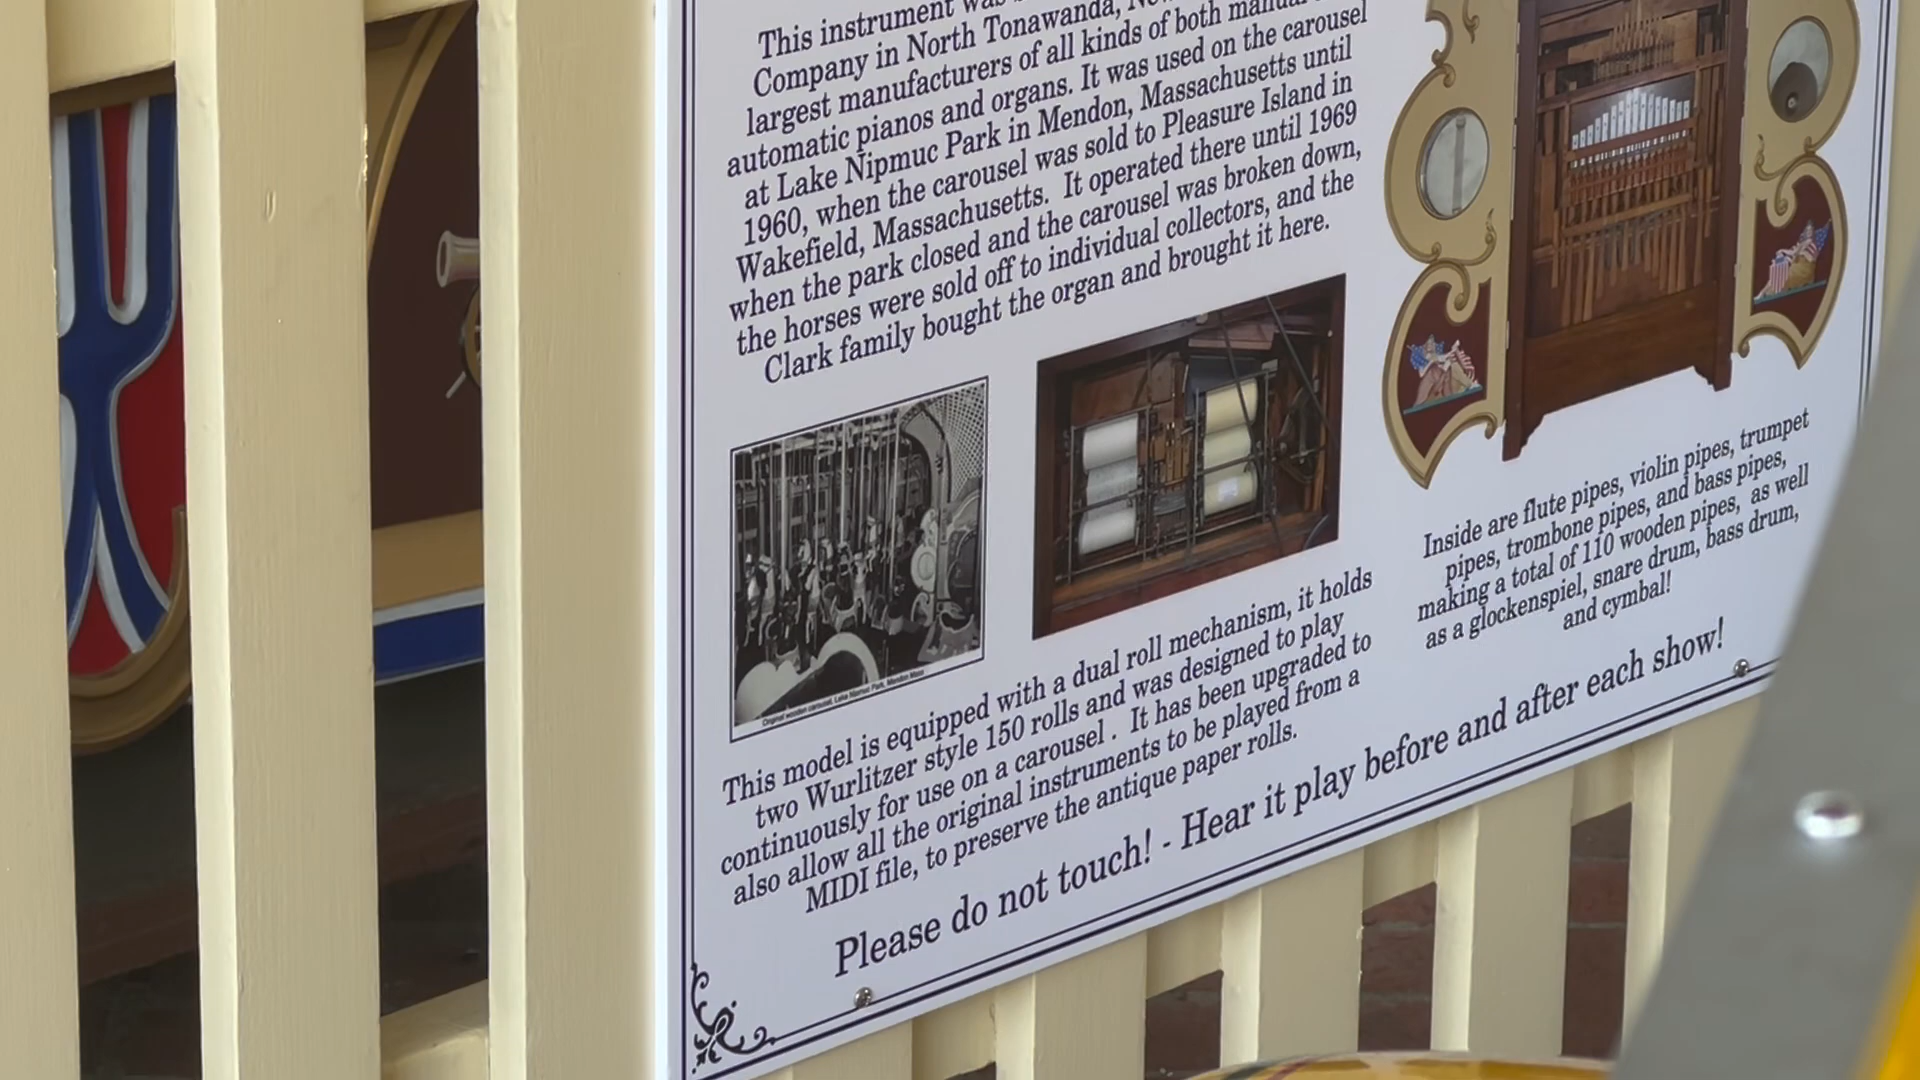 This instrument was
Company in North Tonawanda,
largest manufacturers of all kinds of both
automatic pianos and organs. It was used on the carousel
at Lake Nipmuc Park in Mendon, Massachusetts until
1960, when the carousel was sold to Pleasure Island in
Wakefield, Massachusetts. It operated there until 1969
when the park closed and the carousel was broken down,
the horses were sold off to individual collectors, and the
Clark family bought the organ and brought it here.
Original wooden carousel, Lake Nipmuc Park, Mendon Mass
This model is equipped with a dual roll mechanism, it holds
two Wurlitzer style 150 rolls and was designed to play
continuously for use on a carousel . It has been upgraded to
also allow all the original instruments to be played from a
MIDI file, to preserve the antique paper rolls.
Inside are flute pipes, violin pipes, trumpet
pipes, trombone pipes, and bass pipes,
making a total of 110 wooden pipes, as well
as a glockenspiel, snare drum, bass drum,
and cymbal!
Please do not touch! - Hear it play before and after each show!